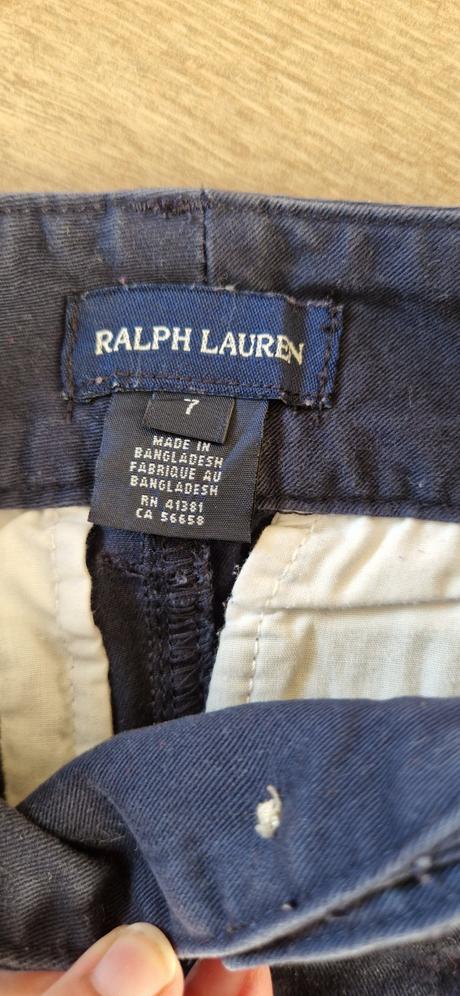 RALPH LAUREN
7
MADE IN
BANGLADESH
FABRIQUE AU
BANGLADESH
RN 41381
CA 56658